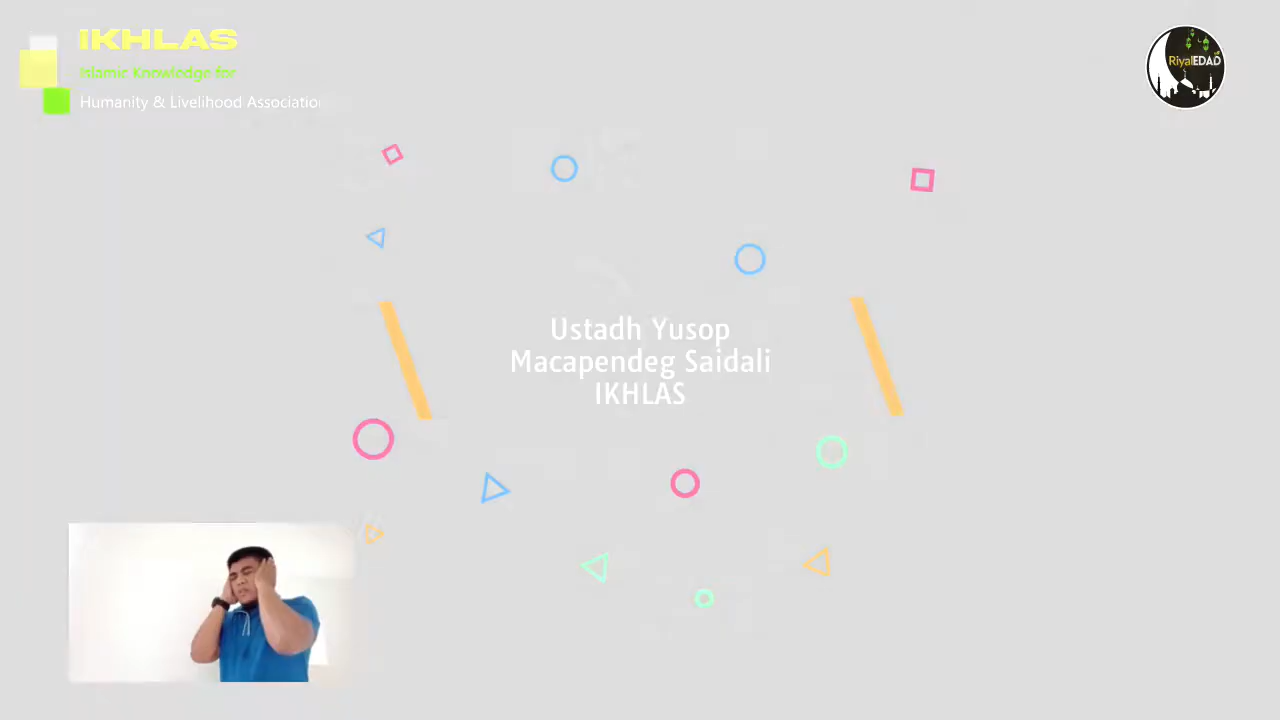 IKHLAS
Islamic Knowledge for
Humanity & Livelihood Association
RiyalEDAD
Ustadh Yusop
Macapendeg Saidali
IKHLAS